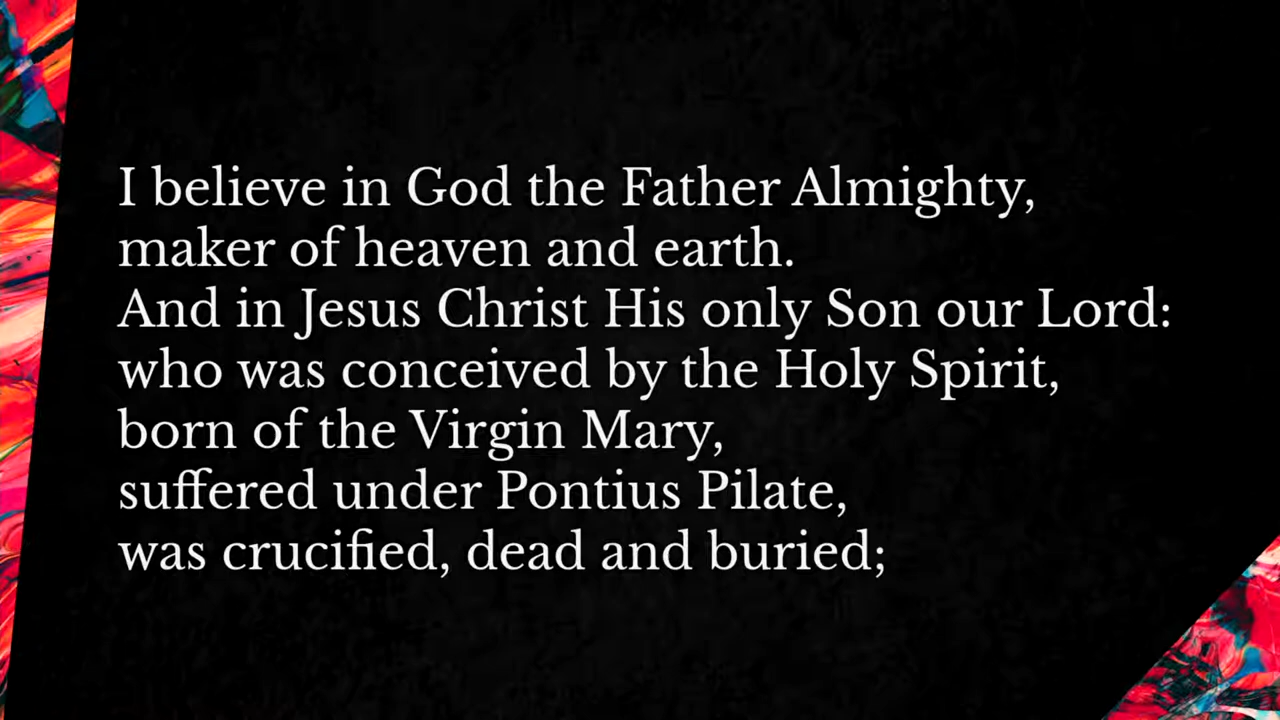 I believe in God the Father Almighty,
maker of heaven and earth.
And in Jesus Christ His only Son our Lord:
who was conceived by the Holy Spirit,
born of the Virgin Mary,
suffered under Pontius Pilate,
was crucified, dead and buried;